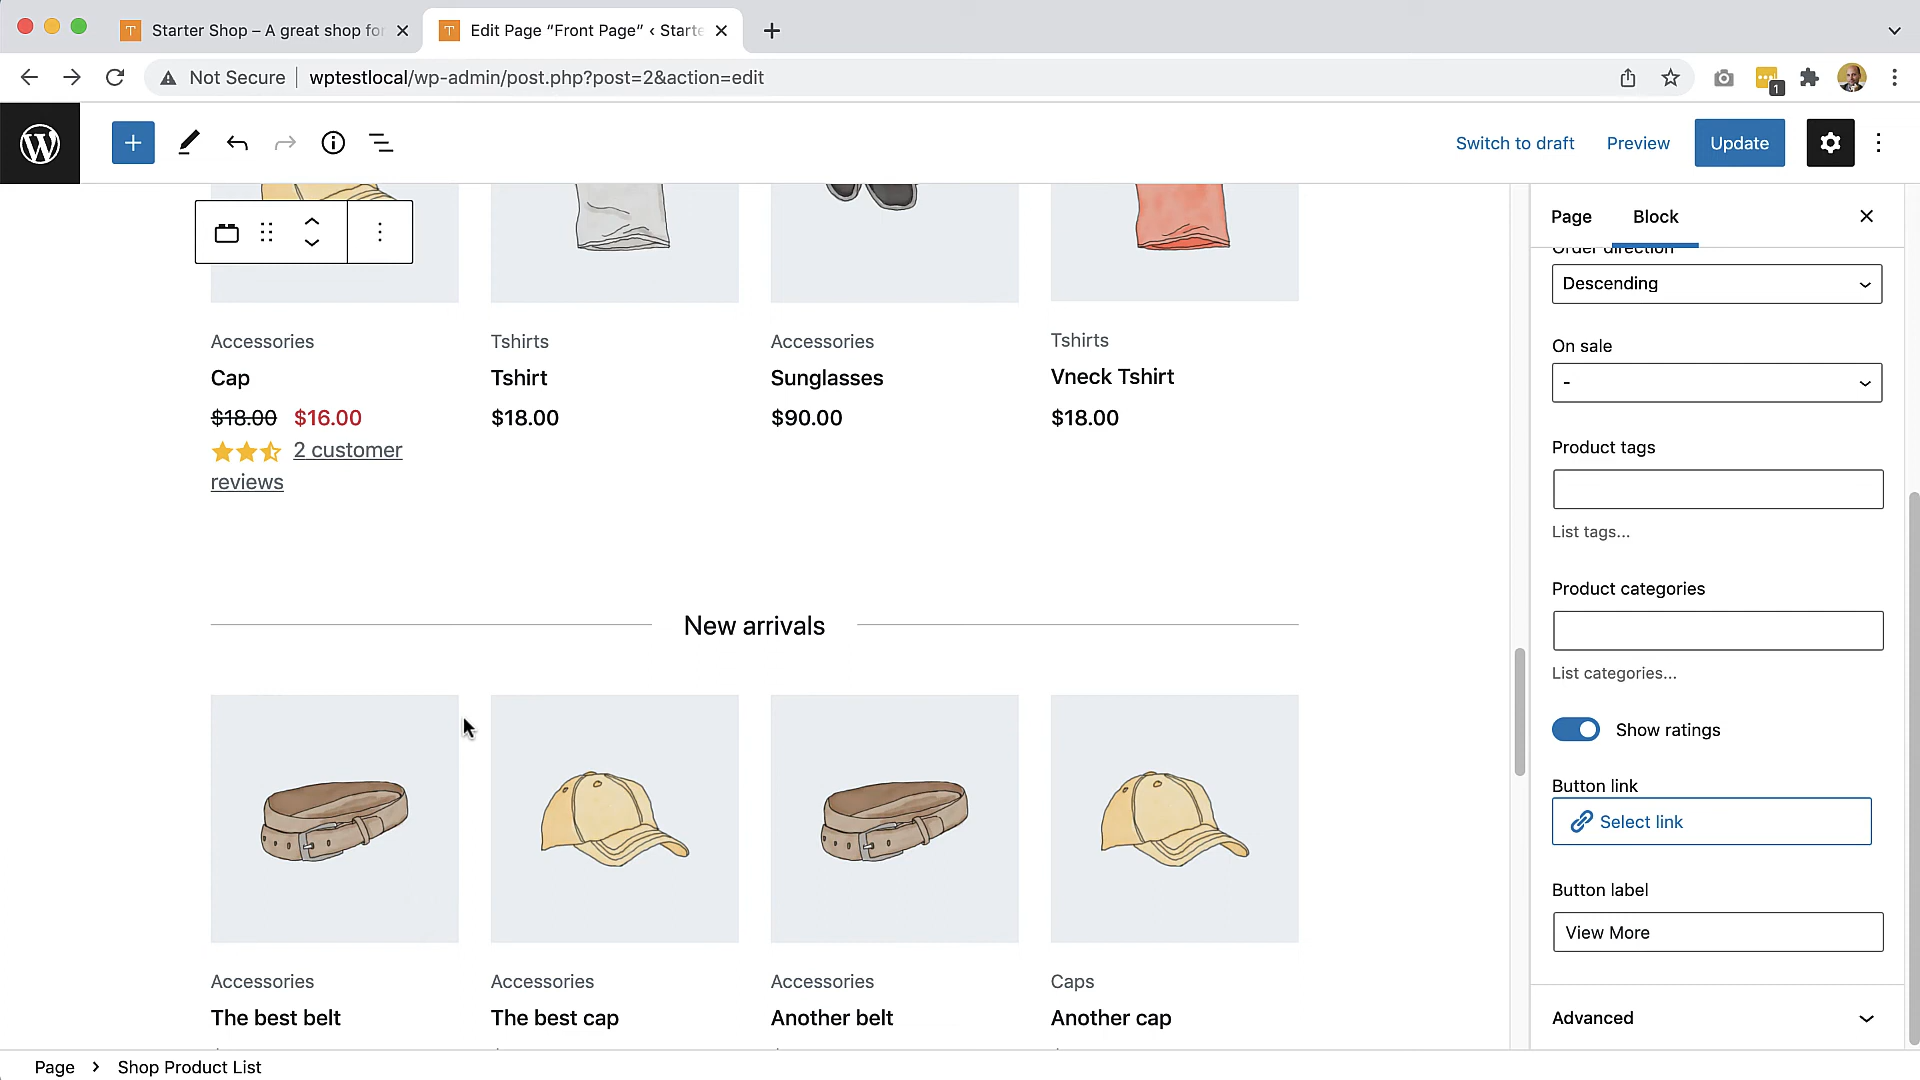 Starter Shop – A great shop for
Edit Page “Front Page” ‹ Starte
Not Secure
wptestlocal/wp-admin/post.php?post=2&action=edit
1
Switch to draft
Preview
Update
Page
Block
Order direction
Descending
On sale
-
Product tags
List tags...
Product categories
List categories...
Show ratings
Button link
Select link
Button label
View More
Advanced
Accessories
Cap
$18.00 $16.00
2 customer
reviews
Tshirts
Tshirt
$18.00
Accessories
Sunglasses
$90.00
Tshirts
Vneck Tshirt
$18.00
New arrivals
Accessories
The best belt
Accessories
The best cap
Accessories
Another belt
Caps
Another cap
Page
Shop Product List